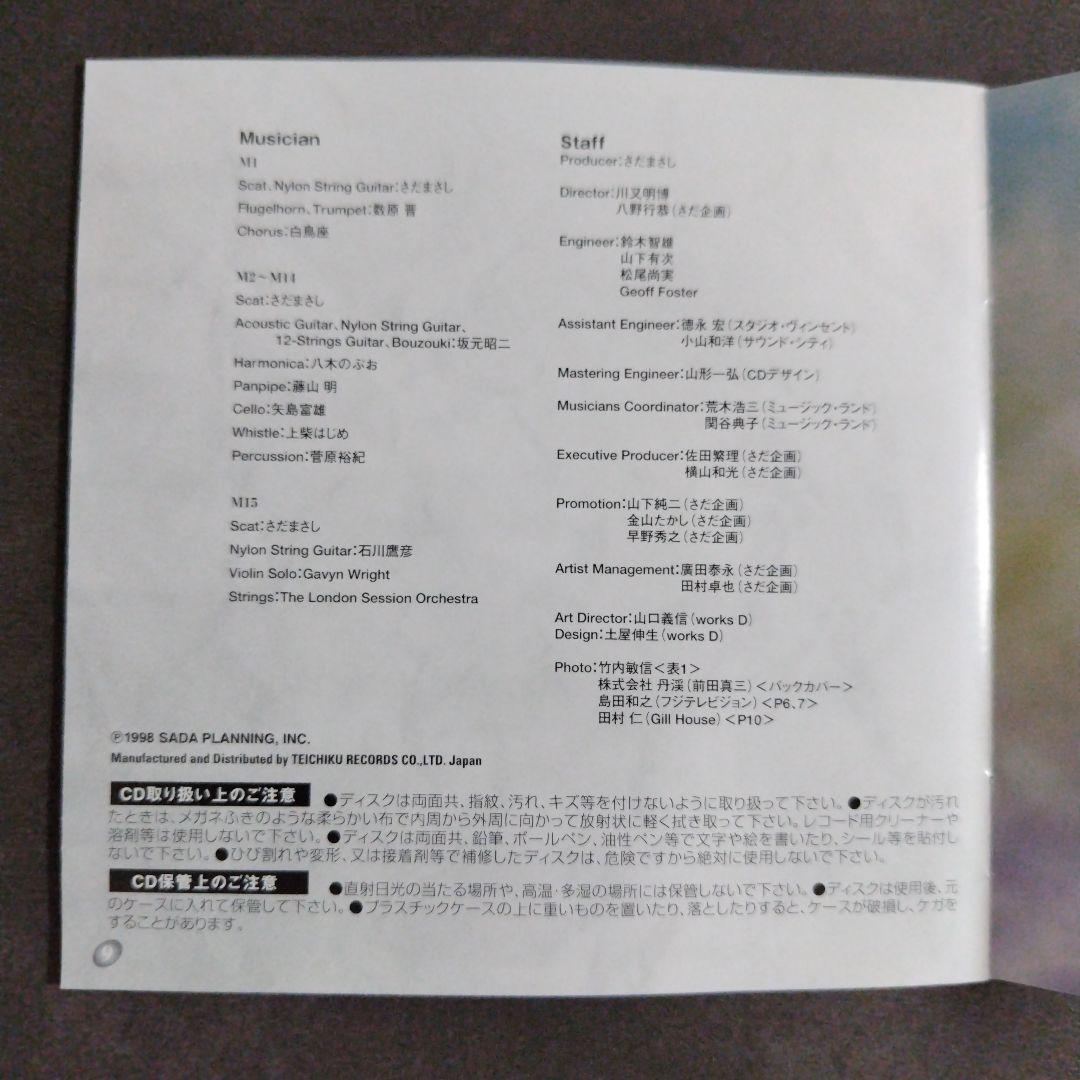 Musician
M1
Scat、Nylon String Guitar：さだまさし
Flugelhorn、Trumpet：数原 晋
Chorus：白鳥座
M2～M14
Scat：さだまさし
Acoustic Guitar、Nylon String Guitar、
12-Strings Guitar、Bouzouki：坂元昭二
Harmonica：八木のぶお
Panpipe：藤山 明
Cello：矢島富雄
Whistle：上柴はじめ
Percussion：菅原裕紀
M15
Scat：さだまさし
Nylon String Guitar：石川鷹彦
Violin Solo：Gavyn Wright
Strings：The London Session Orchestra
Staff
Producer：さだまさし
Director：川又明博
八野行恭（さだ企画）
Engineer：鈴木智雄
山下有次
松尾尚実
Geoff Foster
Assistant Engineer：徳永 宏（スタジオ・ヴィンセント）
小山和洋（サウンド・シティ）
Mastering Engineer：山形一弘（CDデザイン）
Musicians Coordinator：荒木浩三（ミュージック・ランド）
関谷典子（ミュージック・ランド）
Executive Producer：佐田繁理（さだ企画）
横山和光（さだ企画）
Promotion：山下純二（さだ企画）
金山たかし（さだ企画）
早野秀之（さだ企画）
Artist Management：廣田泰永（さだ企画）
田村卓也（さだ企画）
Art Director：山口義信（works D）
Design：土屋伸生（works D）
Photo：竹内敏信＜表1＞
株式会社 丹溪（前田真三）＜バックカバー＞
島田和之（フジテレビジョン）＜P6、7＞
田村 仁（Gill House）＜P10＞
Ⓟ1998 SADA PLANNING, INC.
Manufactured and Distributed by TEICHIKU RECORDS CO.,LTD. Japan
CD取り扱い上のご注意 ●ディスクは両面共、指紋、汚れ、キズ等を付けないように取り扱って下さい。●ディスクが汚れ
たときは、メガネふきのような柔らかい布で内周から外周に向かって放射状に軽く拭き取って下さい。レコード用クリーナーや
溶剤等は使用しないで下さい。●ディスクは両面共、鉛筆、ボールペン、油性ペン等で文字や絵を書いたり、シール等を貼付し
ないで下さい。●ひび割れや変形、又は接着剤等で補修したディスクは、危険ですから絶対に使用しないで下さい。
CD保管上のご注意 ●直射日光の当たる場所や、高温・多湿の場所には保管しないで下さい。●ディスクは使用後、元
のケースに入れて保管して下さい。●プラスチックケースの上に重いものを置いたり、落としたりすると、ケースが破損し、ケガを
することがあります。
9